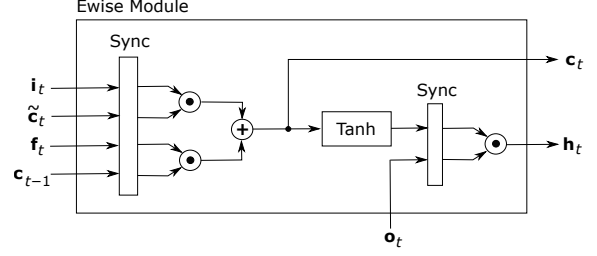 Ewise Module
Sync
i_t
c̃_t
f_t
c_{t−1}
Tanh
Sync
c_t
h_t
o_t